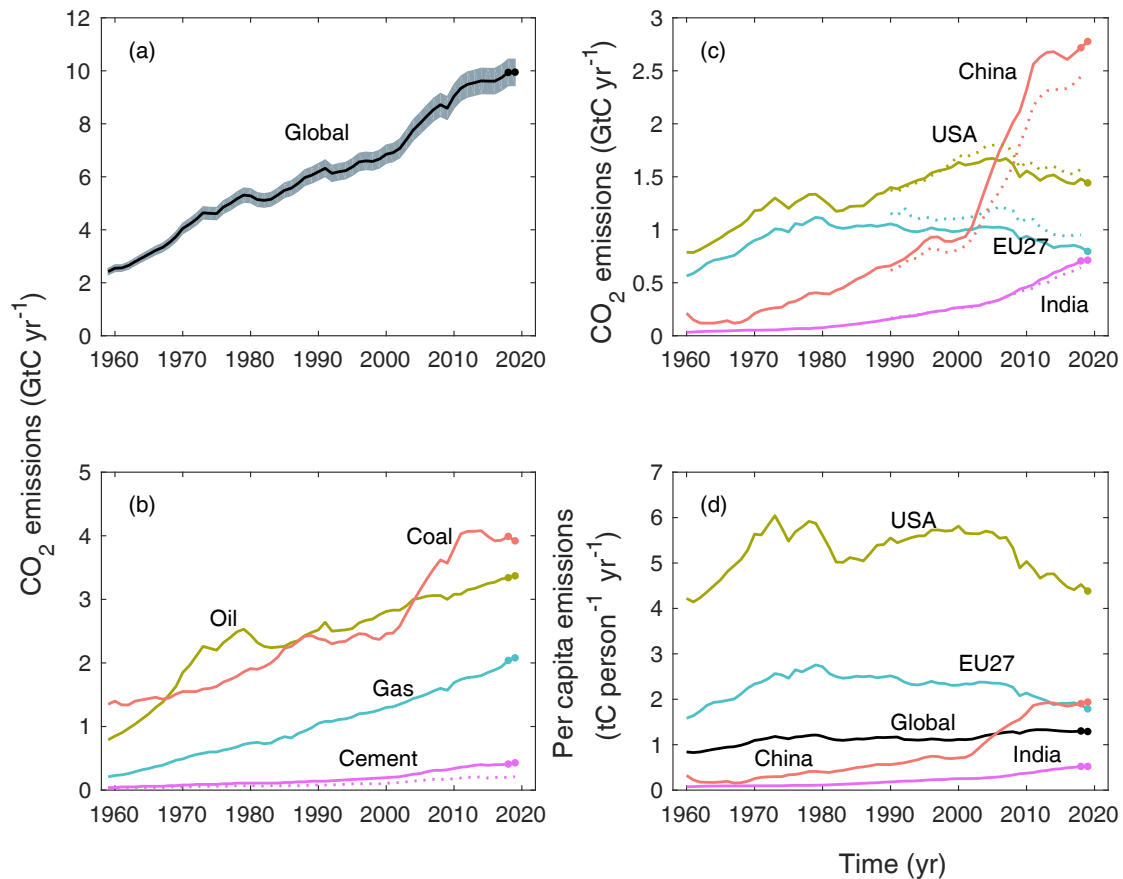 CO₂ emissions (GtC yr⁻¹)
(a)
Global
12
10
8
6
4
2
0
1960 1970 1980 1990 2000 2010 2020
(c)
CO₂ emissions (GtC yr⁻¹)
China
USA
EU27
India
3
2.5
2
1.5
1
0.5
0
1960 1970 1980 1990 2000 2010 2020
(b)
Coal
Oil
Gas
Cement
5
4
3
2
1
0
1960 1970 1980 1990 2000 2010 2020
(d)
Per capita emissions
(tC person⁻¹ yr⁻¹)
USA
EU27
Global
China
India
7
6
5
4
3
2
1
0
1960 1970 1980 1990 2000 2010 2020
Time (yr)